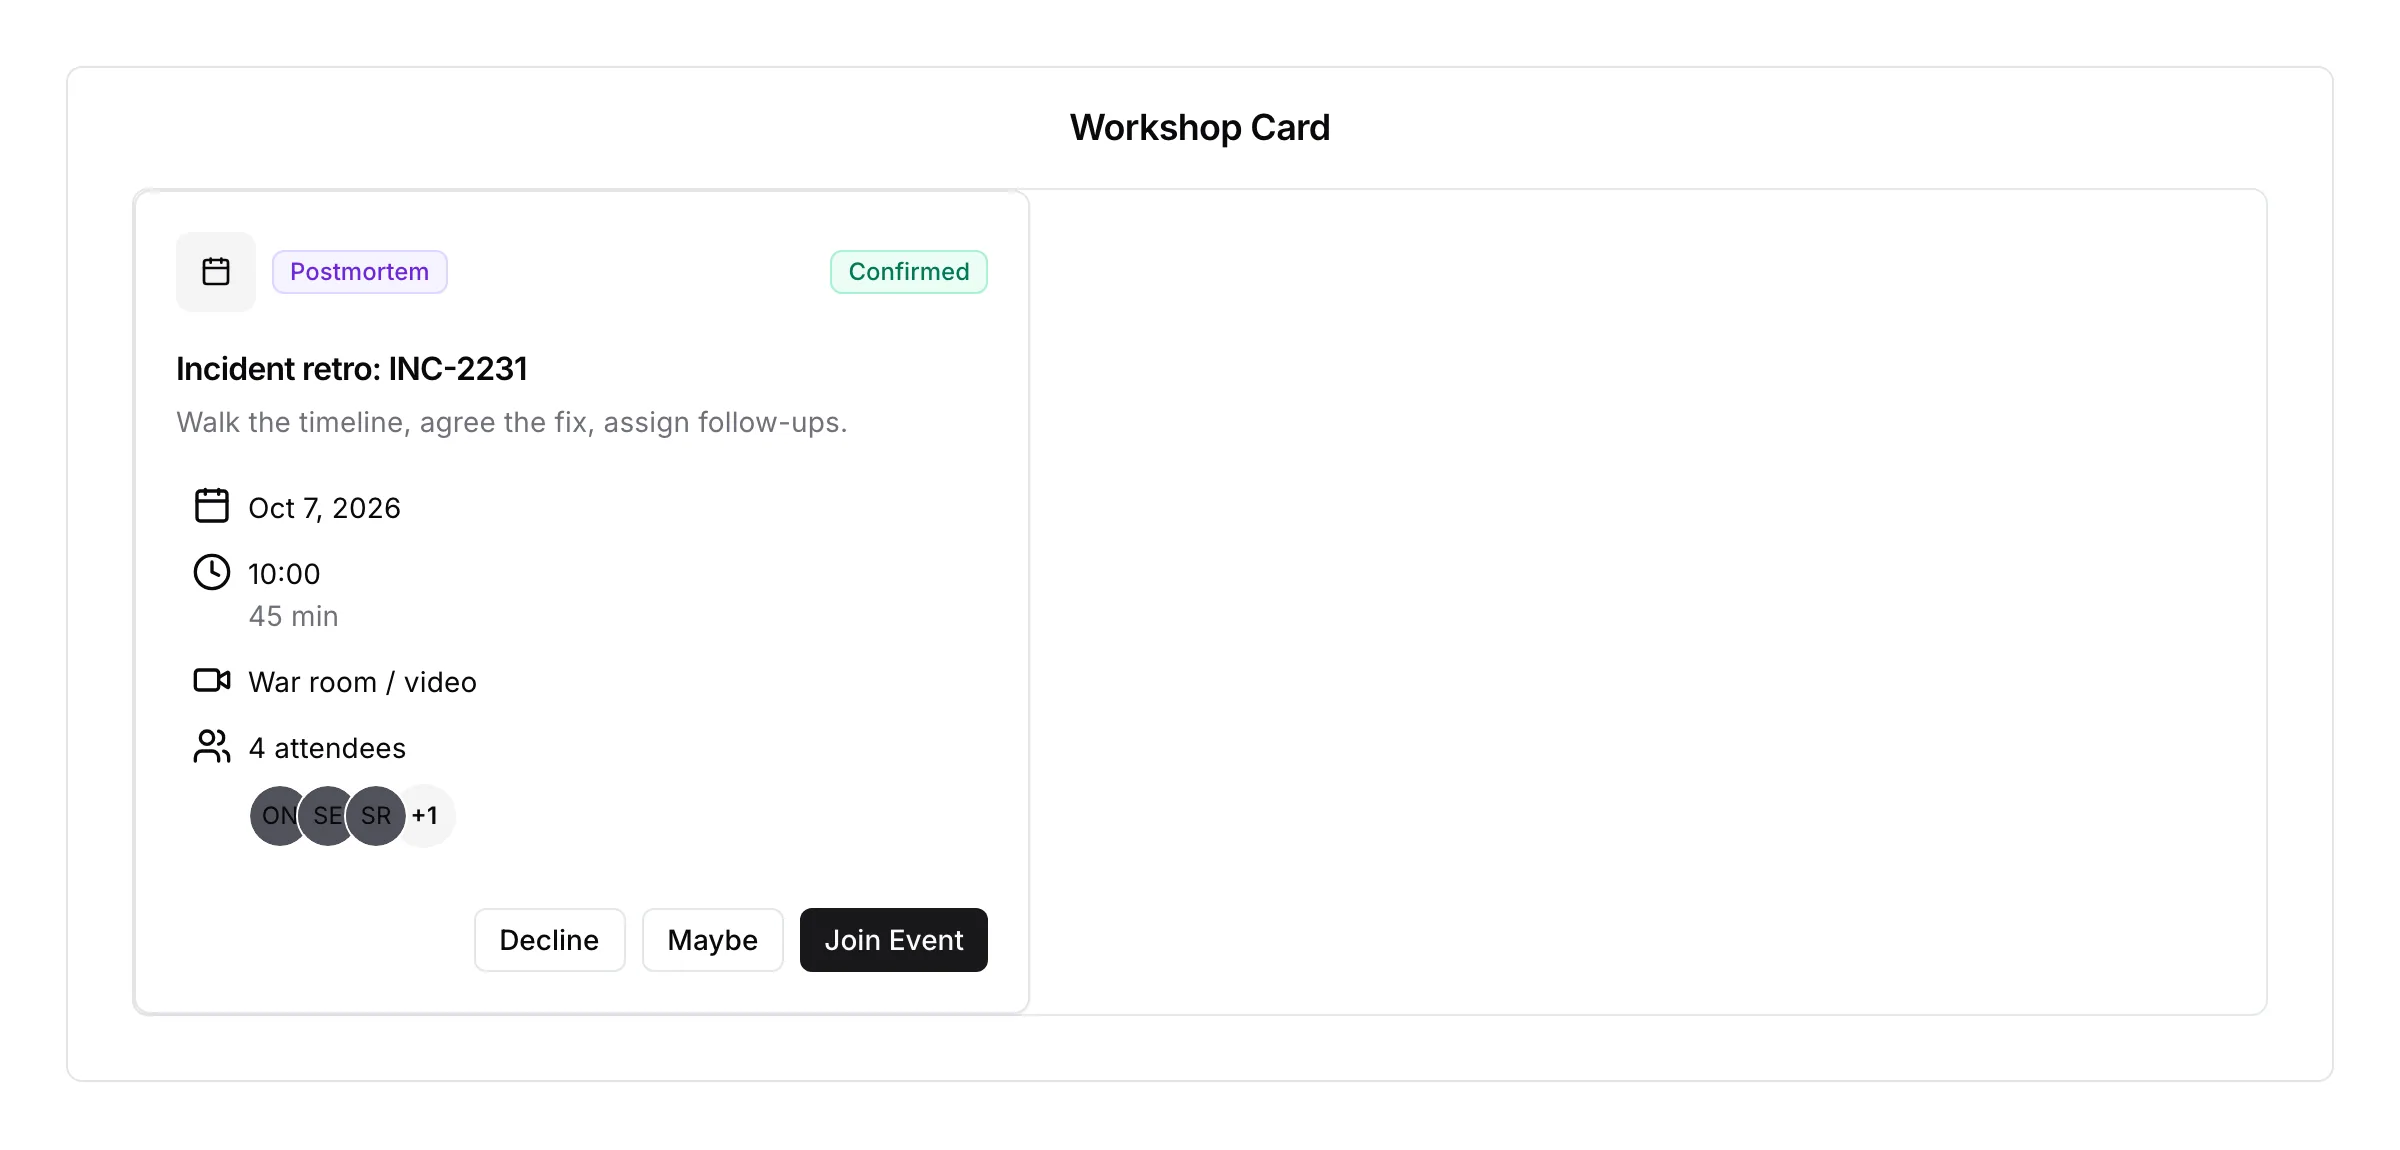 Workshop Card
Postmortem
Confirmed
Incident retro: INC-2231
Walk the timeline, agree the fix, assign follow-ups.
Oct 7, 2026
10:00
45 min
War room / video
4 attendees
ON SE SR +1
Decline Maybe Join Event